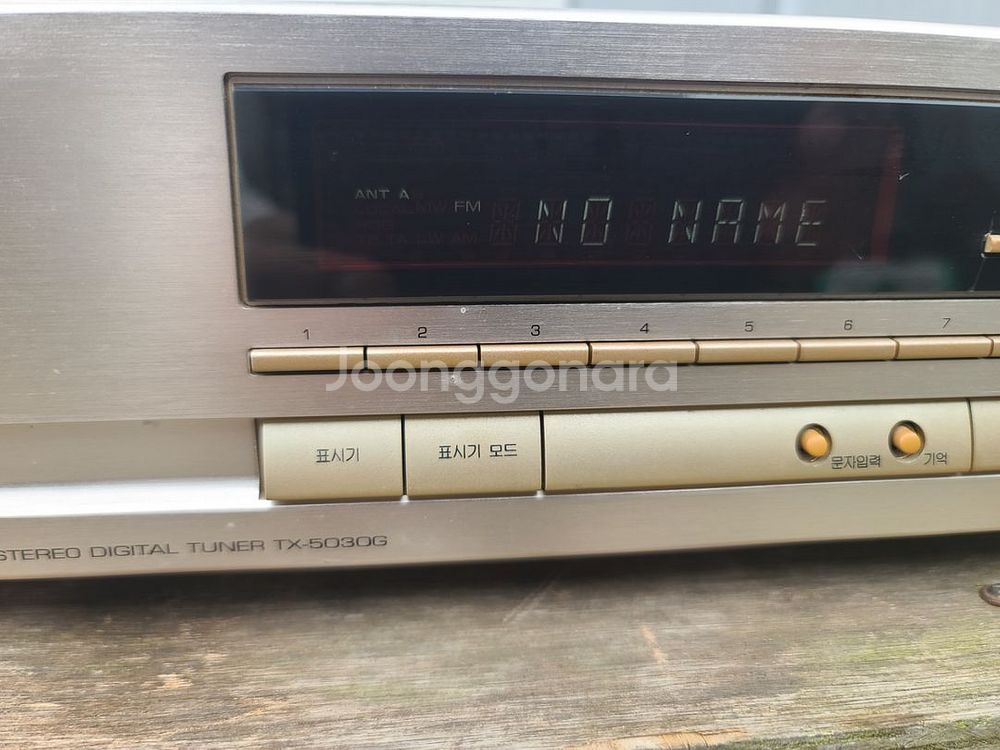 ANT A
FM
NO NAME
1 2 3 4 5 6 7
Joonggonara
표시기 표시기 모드 문자입력 기억
STEREO DIGITAL TUNER TX-5030G